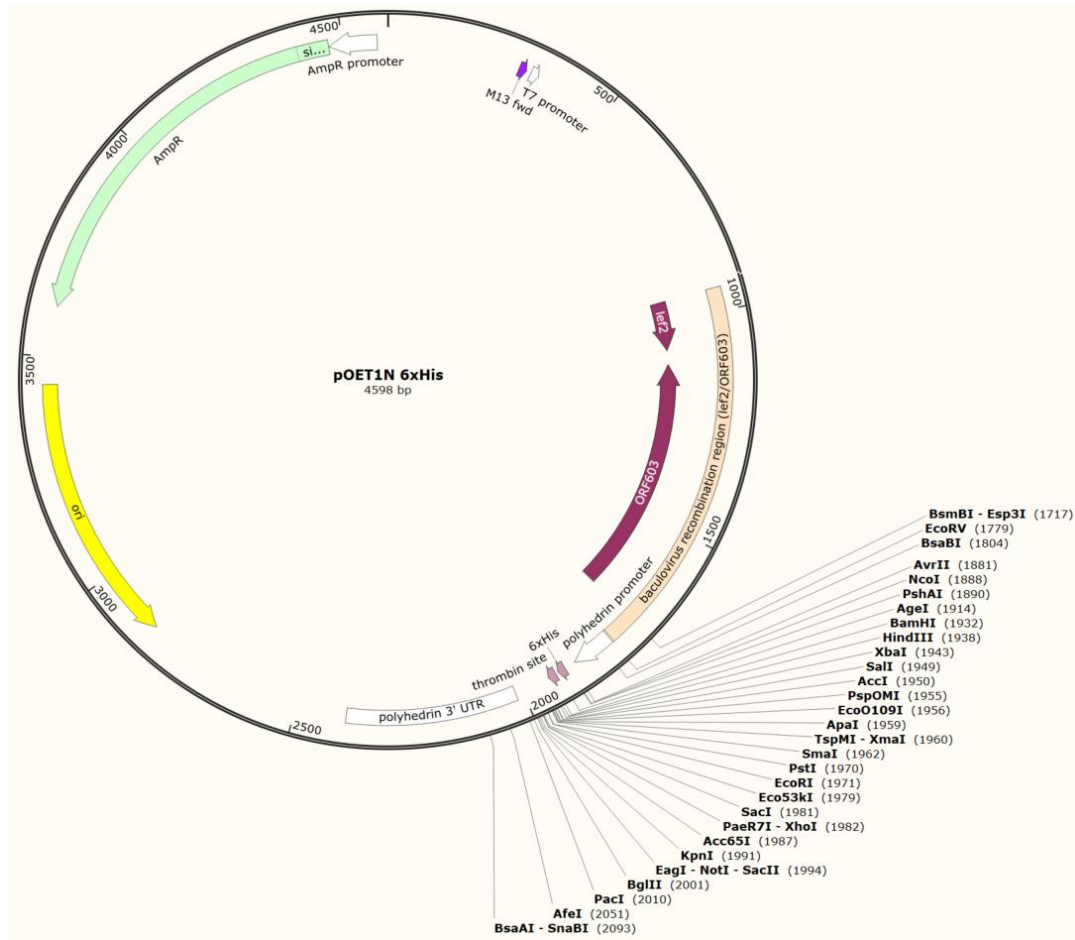 4500
si...
AmpR promoter
M13 fwd
T7 promoter
500
4000
AmpR
1000
lef2
3500
pOET1N 6xHis
4598 bp
baculovirus recombination region (lef2/ORF603)
ORF603
ori
1500
3000
polyhedrin promoter
6xHis
thrombin site
2000
polyhedrin 3' UTR
2500
BsmBI - Esp3I (1717)
EcoRV (1779)
BsaBI (1804)
AvrII (1881)
NcoI (1888)
PshAI (1890)
AgeI (1914)
BamHI (1932)
HindIII (1938)
XbaI (1943)
SalI (1949)
AccI (1950)
PspOMI (1955)
EcoO109I (1956)
ApaI (1959)
TspMI - XmaI (1960)
SmaI (1962)
PstI (1970)
EcoRI (1971)
Eco53kI (1979)
SacI (1981)
PaeR7I - XhoI (1982)
Acc65I (1987)
KpnI (1991)
EagI - NotI - SacII (1994)
BglII (2001)
PacI (2010)
AfeI (2051)
BsaAI - SnaBI (2093)